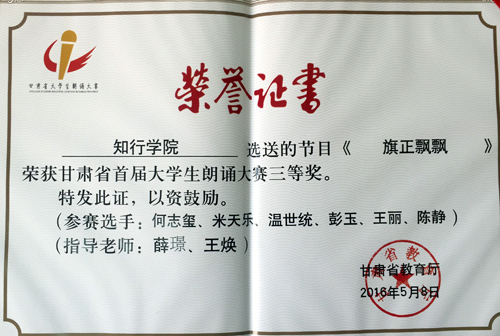 甘肃省大学生朗诵大赛
荣誉证书
知行学院 选送的节目《 旗正飘飘 》
荣获甘肃省首届大学生朗诵大赛三等奖。
特发此证，以资鼓励。
(参赛选手：何志玺、米天乐、温世统、彭玉、王丽、陈静)
(指导老师：薛璟、王焕)
甘肃省教育厅
2016年5月8日